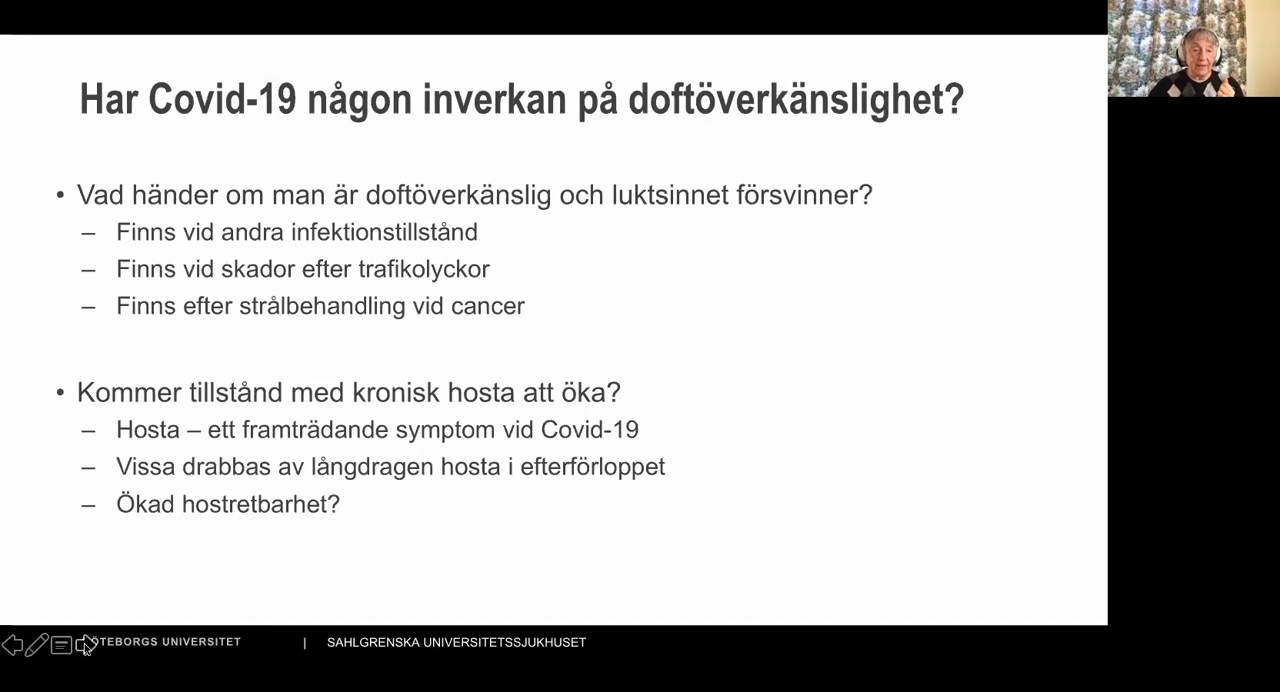 Har Covid-19 någon inverkan på doftöverkänslighet?
• Vad händer om man är doftöverkänslig och luktsinnet försvinner?
– Finns vid andra infektionstillstånd
– Finns vid skador efter trafikolyckor
– Finns efter strålbehandling vid cancer
• Kommer tillstånd med kronisk hosta att öka?
– Hosta – ett framträdande symptom vid Covid-19
– Vissa drabbas av långdragen hosta i efterförloppet
– Ökad hostretbarhet?
ÖTEBORGS UNIVERSITET | SAHLGRENSKA UNIVERSITETSSJUKHUSET